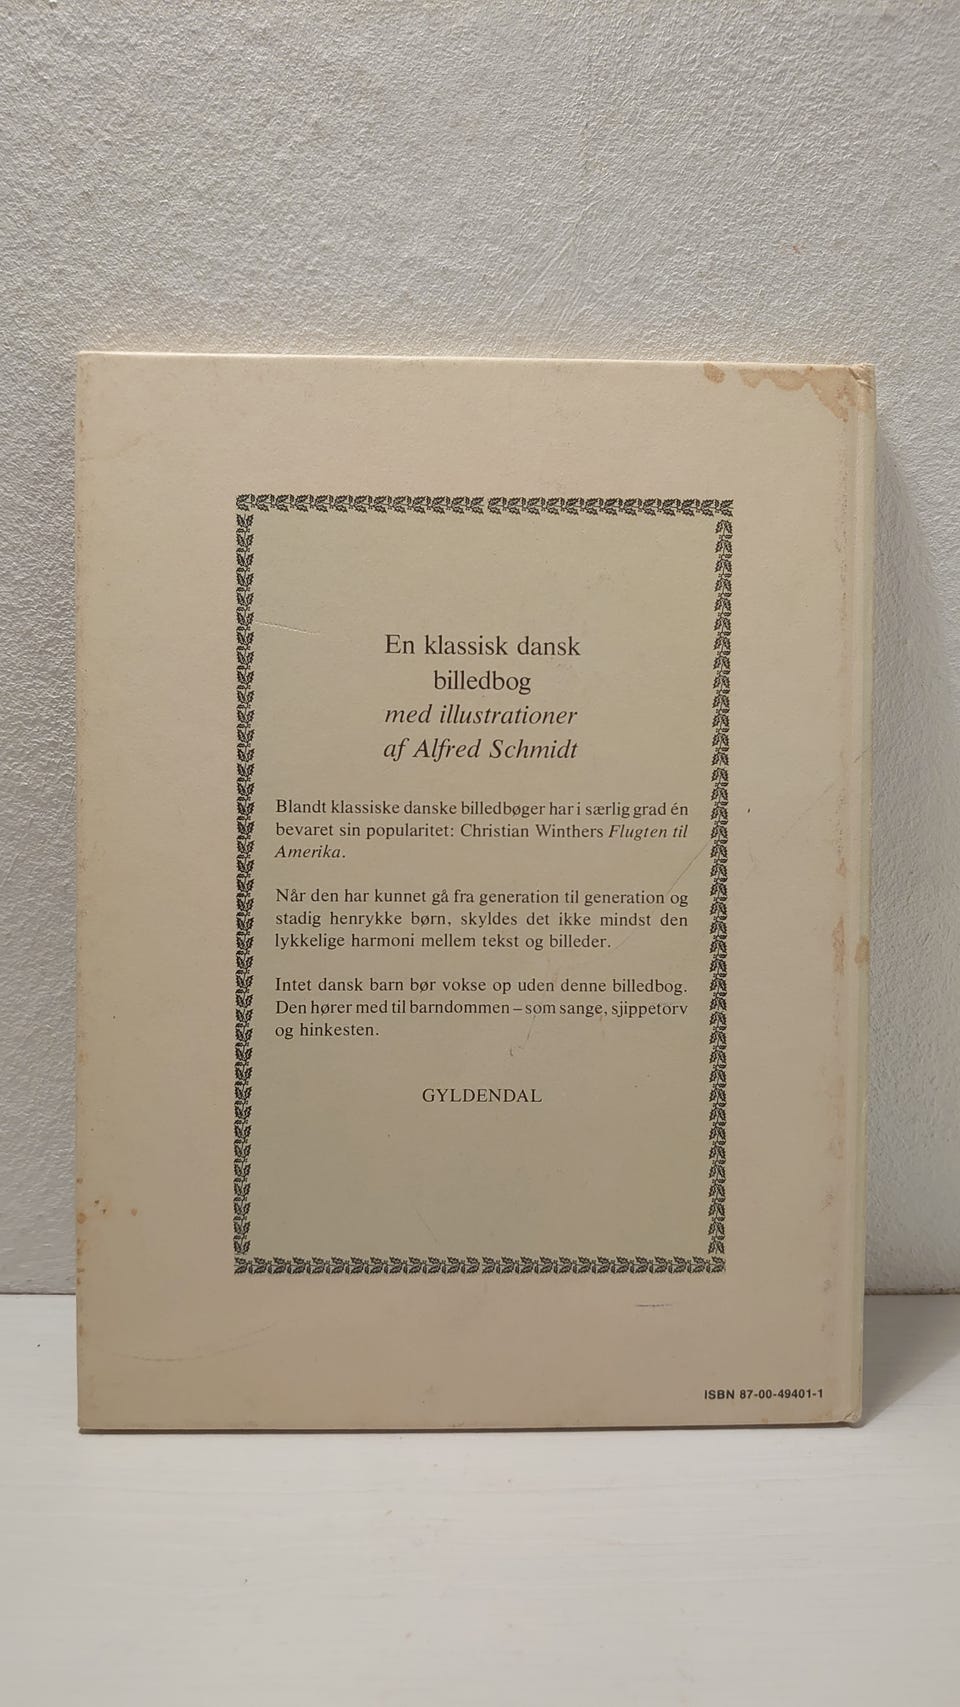 En klassisk dansk
billedbog
med illustrationer
af Alfred Schmidt
Blandt klassiske danske billedbøger har i særlig grad én
bevaret sin popularitet: Christian Winthers Flugten til
Amerika.
Når den har kunnet gå fra generation til generation og
stadig henrykke børn, skyldes det ikke mindst den
lykkelige harmoni mellem tekst og billeder.
Intet dansk barn bør vokse op uden denne billedbog.
Den hører med til barndommen – som sange, sjippetorv
og hinkesten.
GYLDENDAL
ISBN 87-00-49401-1